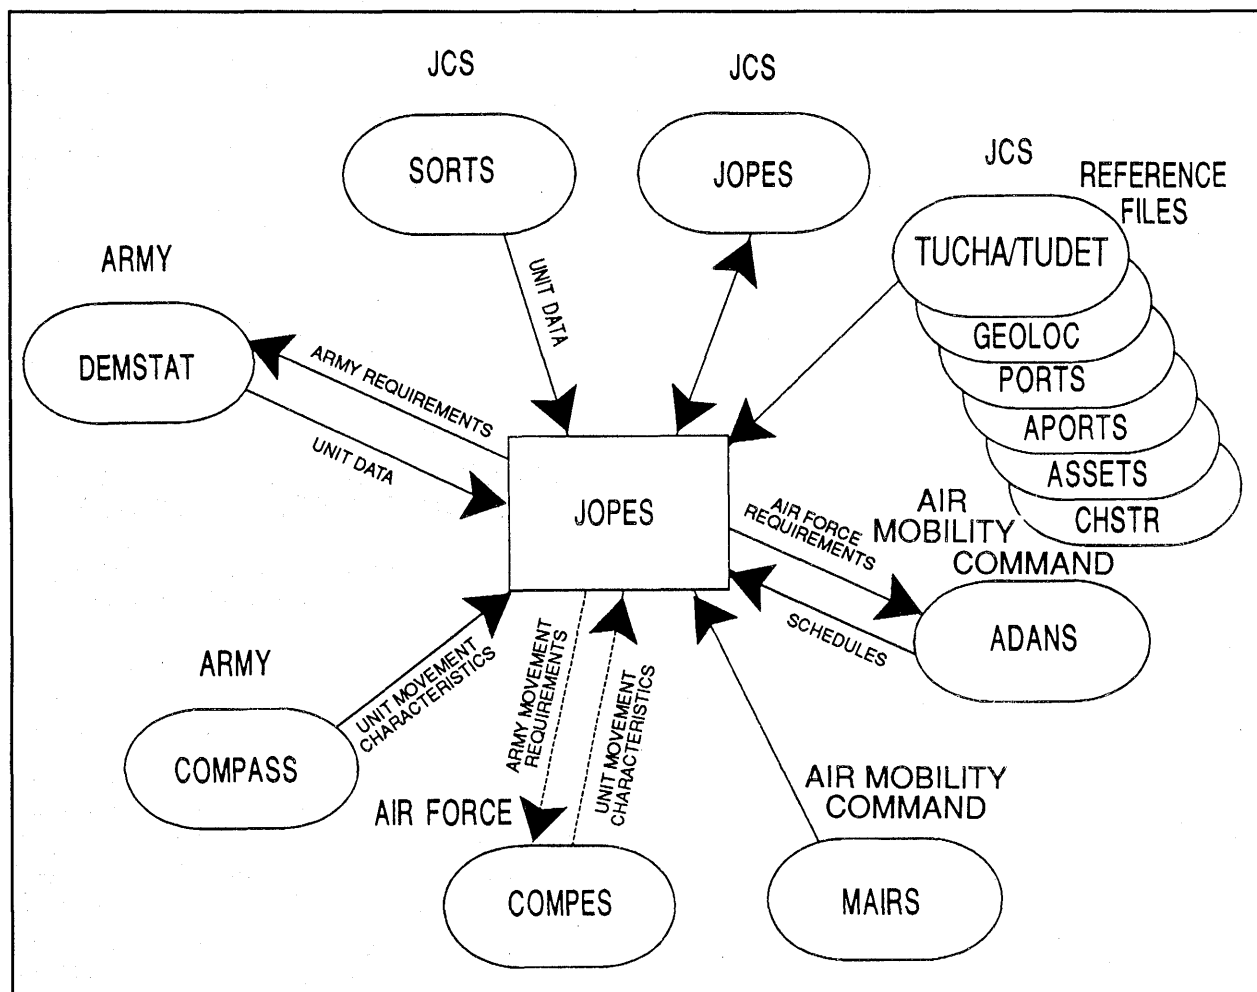 JCS
SORTS
JCS
JOPES
JCS
REFERENCE
FILES
TUCHA/TUDET
GEOLOC
PORTS
APORTS
ASSETS
CHSTR
ARMY
DEMSTAT
UNIT DATA
ARMY REQUIREMENTS
UNIT DATA
JOPES
AIR FORCE
REQUIREMENTS
SCHEDULES
AIR
MOBILITY
COMMAND
ADANS
ARMY
COMPASS
UNIT MOVEMENT
CHARACTERISTICS
ARMY MOVEMENT
REQUIREMENTS
UNIT MOVEMENT
CHARACTERISTICS
AIR FORCE
COMPES
AIR MOBILITY
COMMAND
MAIRS